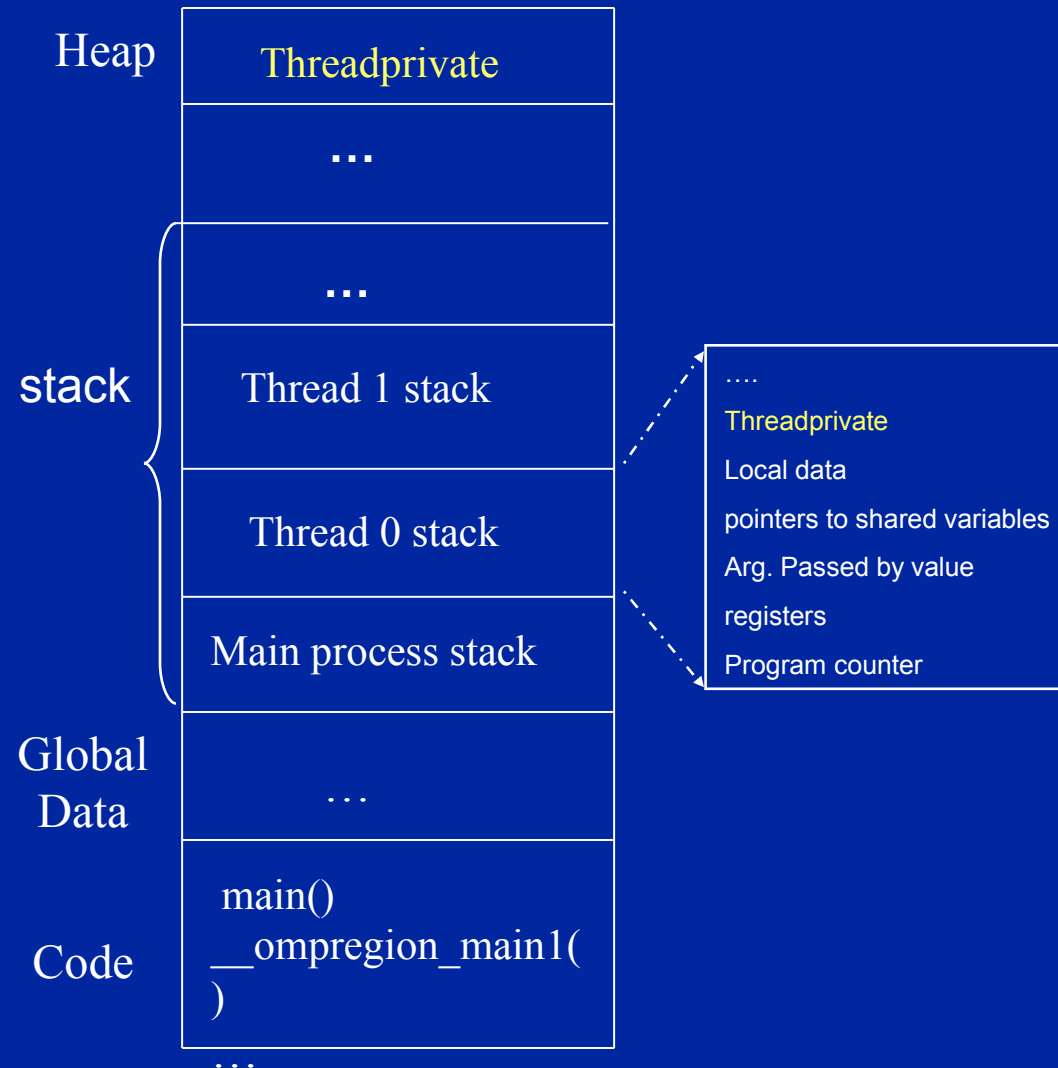 Heap
Threadprivate
...
...
stack
Thread 1 stack
Thread 0 stack
Main process stack
Global
Data
...
Code
main()
__ompregion_main1(
)
...
....
Threadprivate
Local data
pointers to shared variables
Arg. Passed by value
registers
Program counter